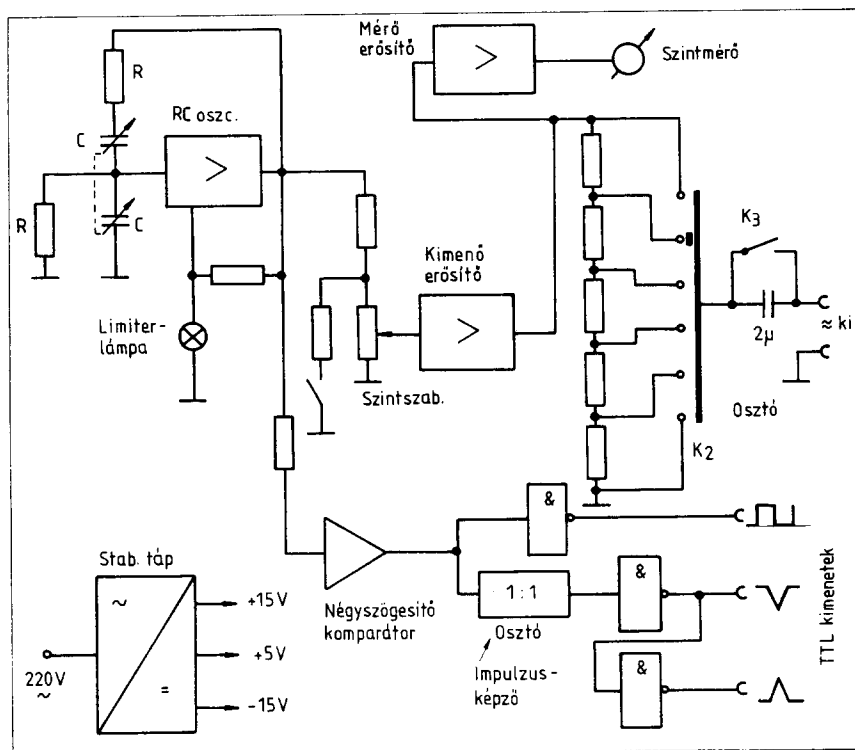 Mérő
erősítő
>
Szintmérő
R
RC oszc.
C
>
R
C
K3
Kimenő
erősítő
Limiter-
lámpa
>
2µ
≈ ki
Szintszab.
Osztó
K2
&
Stab. táp
~
+15V
Négyszögesítő
komparátor
1:1
Osztó
&
+5V
220V
~
=
-15V
Impulzus-
képző
&
TTL kimenetek